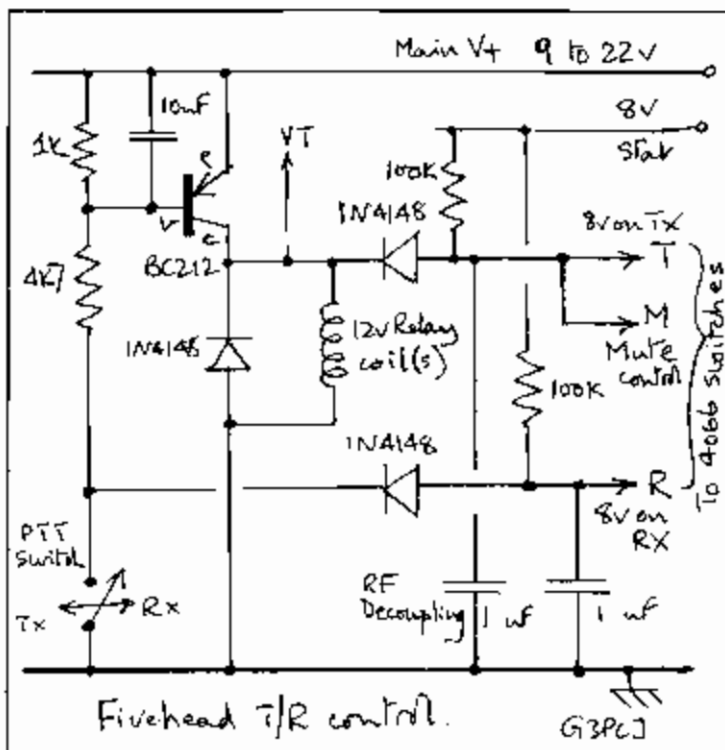 Main V+ 9 to 22V
10uF
8V
Stab
1K
VT
100K
e
1N4148
8V on Tx
T
v
c
BC212
4K7
M
Mute
control
12V Relay
coil(s)
1N4148
100K
To 4066 Switches
1N4148
R
8V on
RX
PTT
Switch
Tx
Rx
RF
Decoupling
1 uF
1 uF
Fivehead T/R control.
G3PCJ